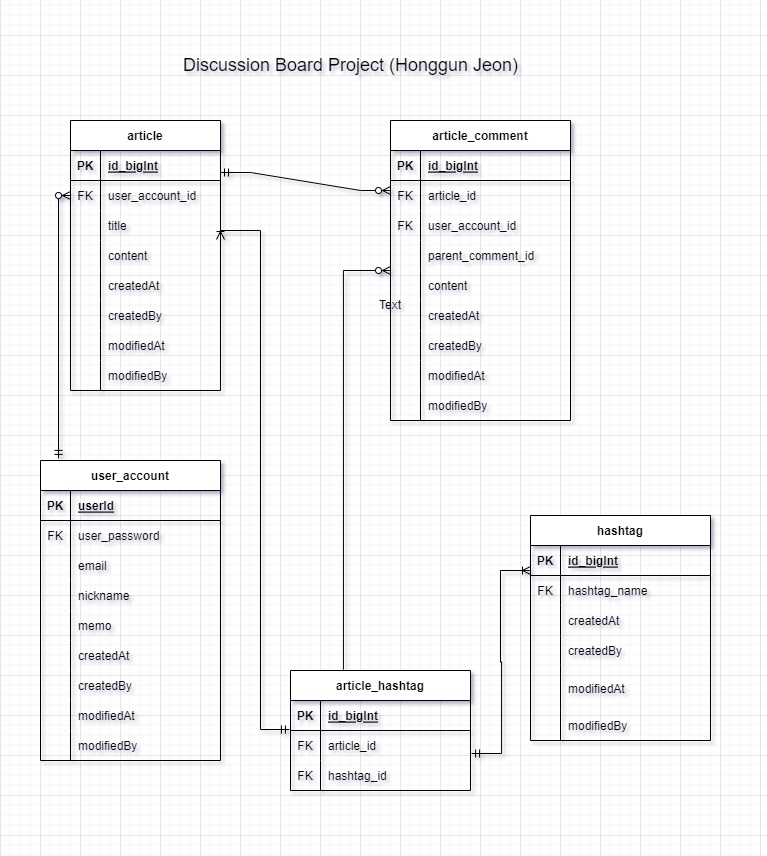 Discussion Board Project (Honggun Jeon)
article
PK id_bigInt
FK user_account_id
title
content
createdAt
createdBy
modifiedAt
modifiedBy
article_comment
PK id_bigInt
FK article_id
FK user_account_id
parent_comment_id
content
createdAt
createdBy
modifiedAt
modifiedBy
Text
user_account
PK userId
FK user_password
email
nickname
memo
createdAt
createdBy
modifiedAt
modifiedBy
hashtag
PK id_bigInt
FK hashtag_name
createdAt
createdBy
modifiedAt
modifiedBy
article_hashtag
PK id_bigInt
FK article_id
FK hashtag_id